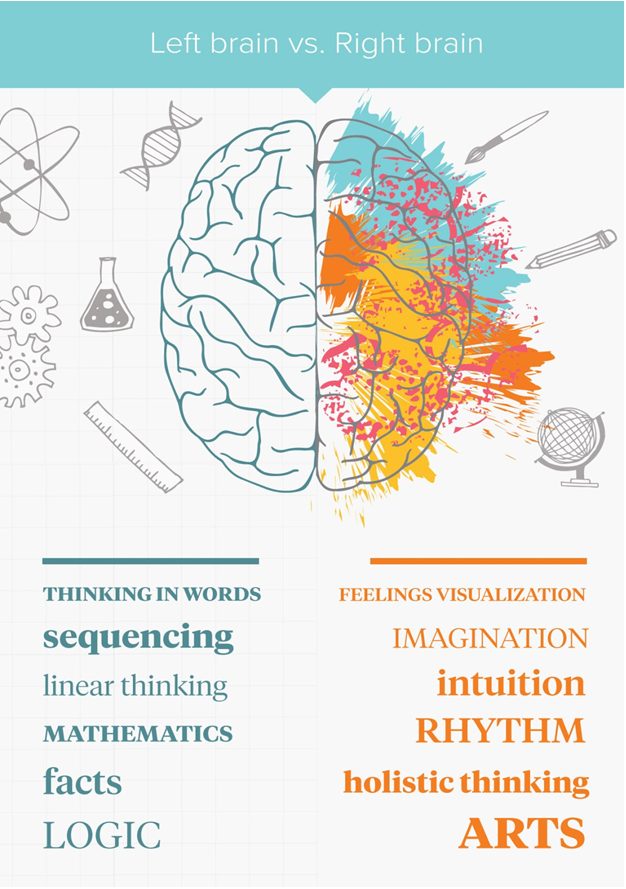 Left brain vs. Right brain
THINKING IN WORDS
sequencing
linear thinking
MATHEMATICS
facts
LOGIC
FEELINGS VISUALIZATION
IMAGINATION
intuition
RHYTHM
holistic thinking
ARTS